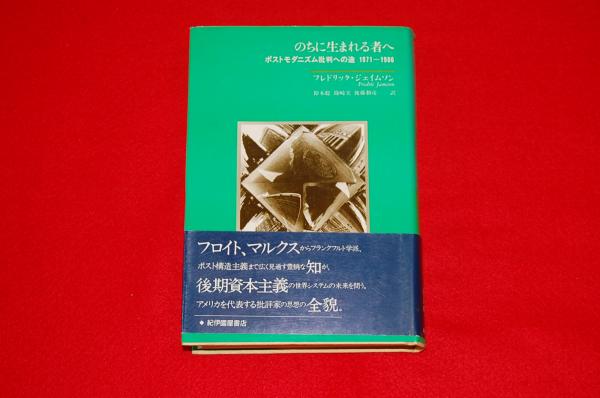 のちに生まれる者へ
ポストモダニズム批判への途 1971—1986
フレドリック・ジェイムソン
Fredric Jameson
鈴木聡 篠崎実 後藤和彦 訳
フロイト、マルクスからフランクフルト学派、
ポスト構造主義まで広く見通す豊饒な知が、
後期資本主義の世界システムの未来を問う。
アメリカを代表する批評家の思想の全貌。
◆紀伊國屋書店